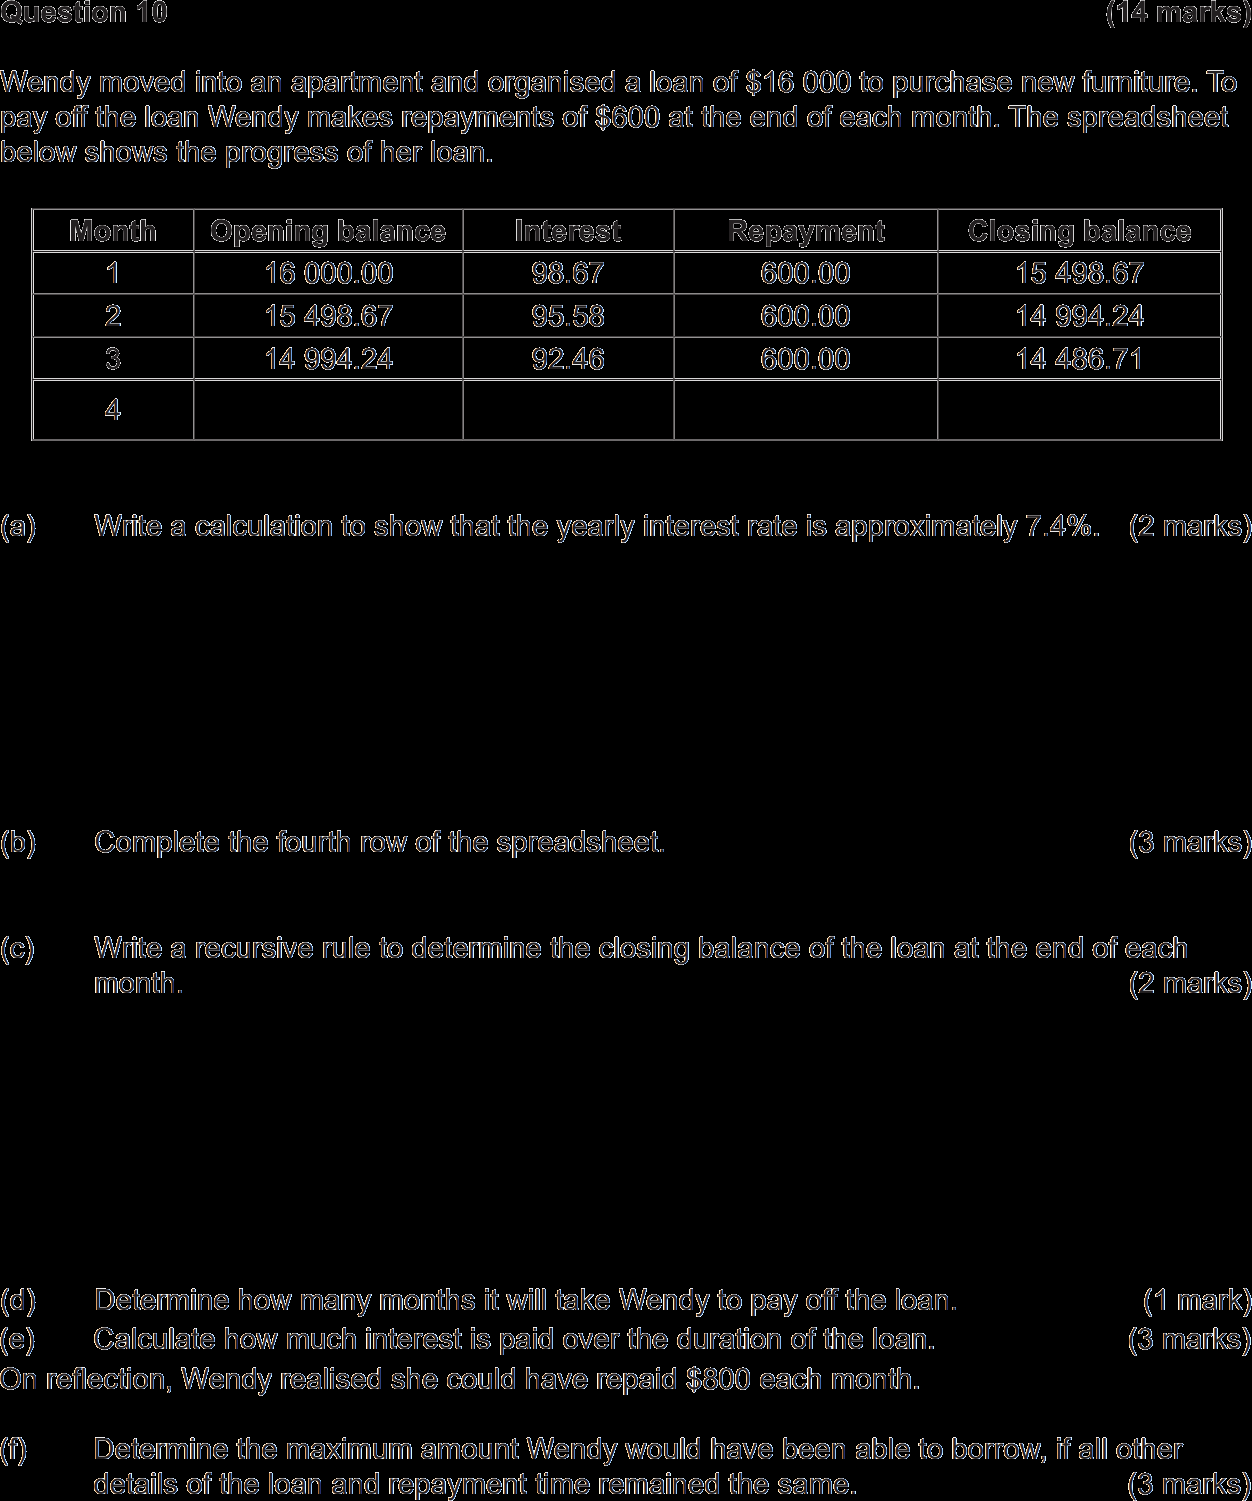 Question 10 (14 marks)
Wendy moved into an apartment and organised a loan of $16 000 to purchase new furniture. To
pay off the loan Wendy makes repayments of $600 at the end of each month. The spreadsheet
below shows the progress of her loan.
Month Opening balance Interest Repayment Closing balance
1 16 000.00 98.67 600.00 15 498.67
2 15 498.67 95.58 600.00 14 994.24
3 14 994.24 92.46 600.00 14 486.71
4
(a) Write a calculation to show that the yearly interest rate is approximately 7.4%. (2 marks)
(b) Complete the fourth row of the spreadsheet. (3 marks)
(c) Write a recursive rule to determine the closing balance of the loan at the end of each
month. (2 marks)
(d) Determine how many months it will take Wendy to pay off the loan. (1 mark)
(e) Calculate how much interest is paid over the duration of the loan. (3 marks)
On reflection, Wendy realised she could have repaid $800 each month.
(f) Determine the maximum amount Wendy would have been able to borrow, if all other
details of the loan and repayment time remained the same. (3 marks)